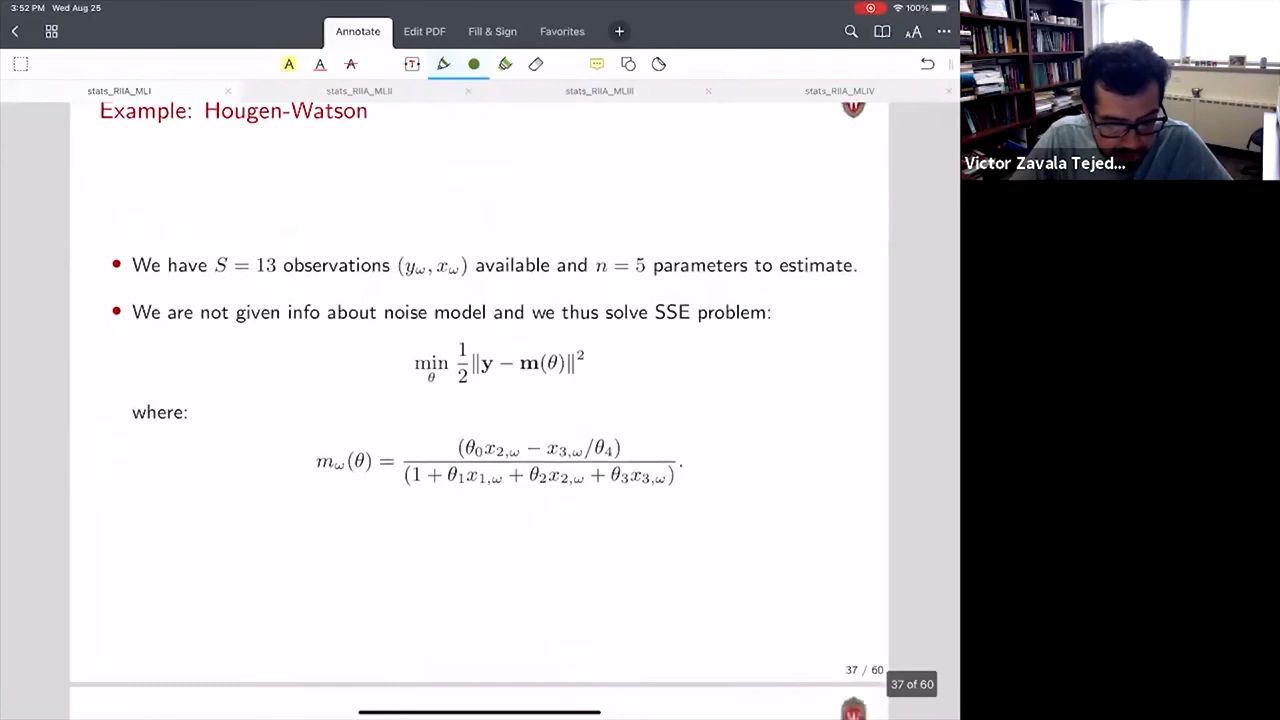 3:52 PM Wed Aug 25
100%
Annotate Edit PDF Fill & Sign Favorites
A A A T AA
stats_RIIA_MLI stats_RIIA_MLII stats_RIIA_MLIII stats_RIIA_MLIV
Example: Hougen-Watson
• We have S = 13 observations (y_ω, x_ω) available and n = 5 parameters to estimate.
• We are not given info about noise model and we thus solve SSE problem:
min_θ 1/2 ‖y − m(θ)‖²
where:
m_ω(θ) = (θ₀x_{2,ω} − x_{3,ω}/θ₄) / (1 + θ₁x_{1,ω} + θ₂x_{2,ω} + θ₃x_{3,ω}).
37 / 60
37 of 60
W
Victor Zavala Tejed...